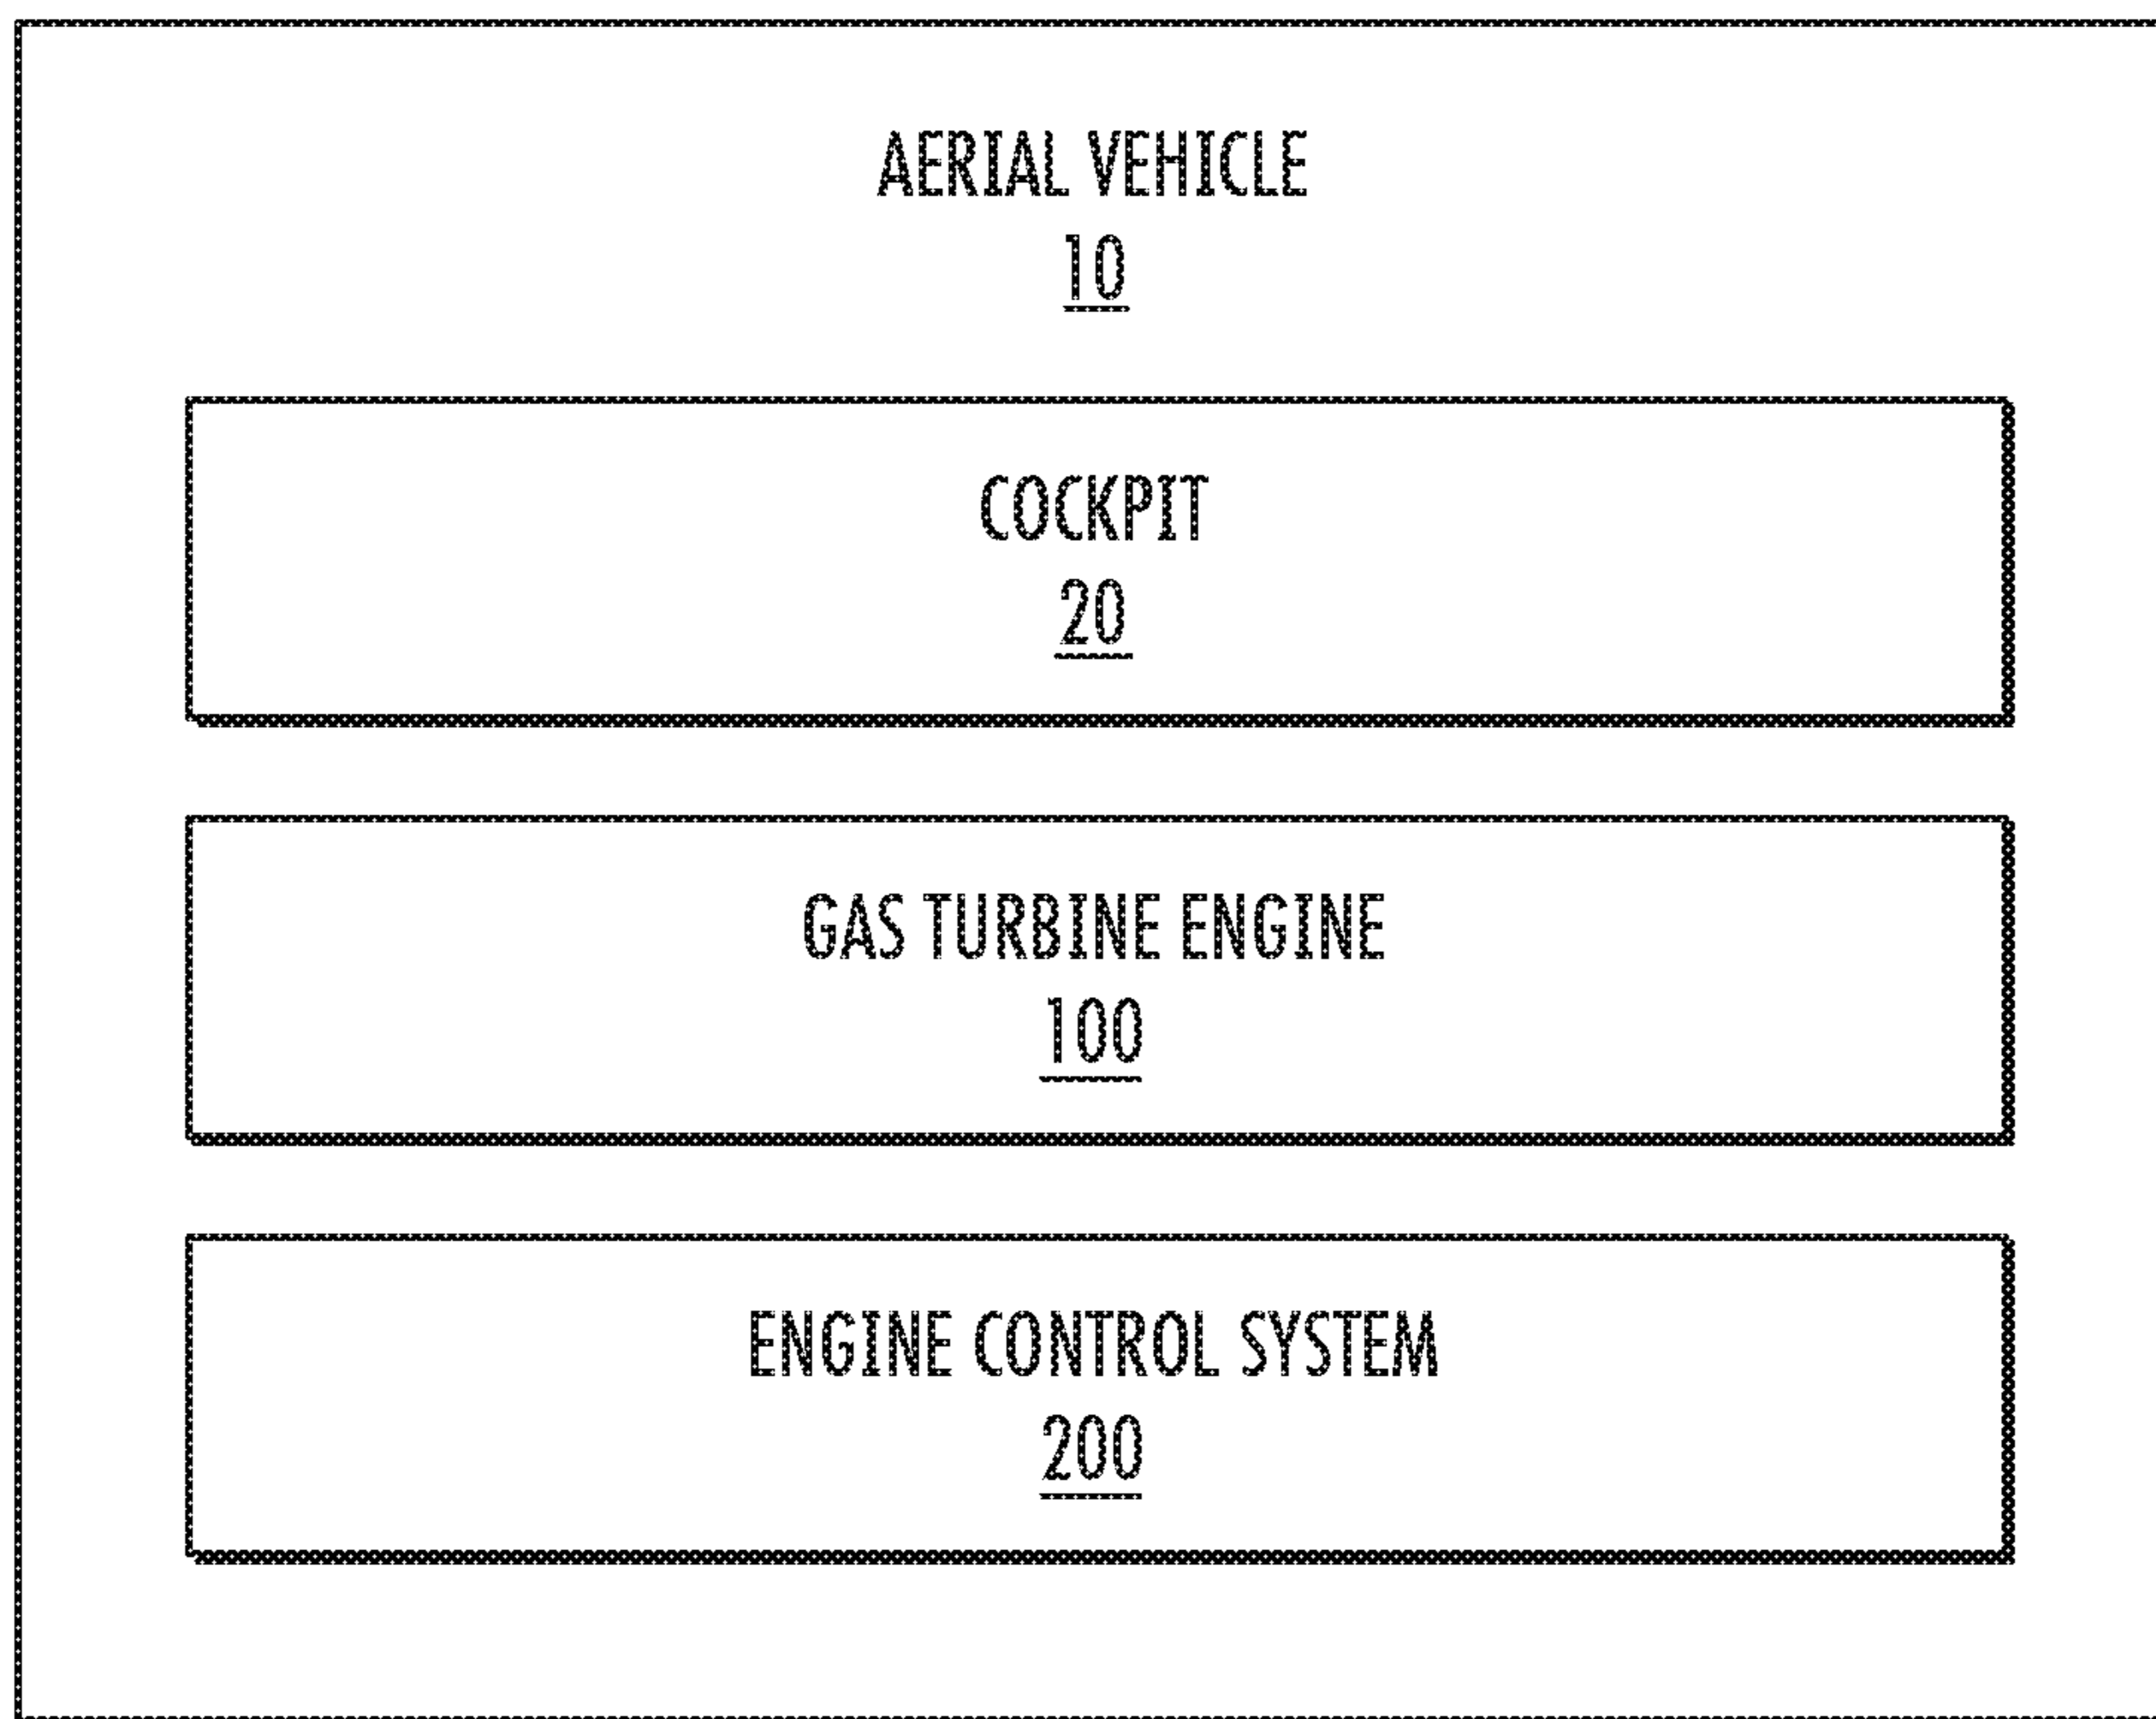 AERIAL VEHICLE
10
COCKPIT
20
GAS TURBINE ENGINE
100
ENGINE CONTROL SYSTEM
200